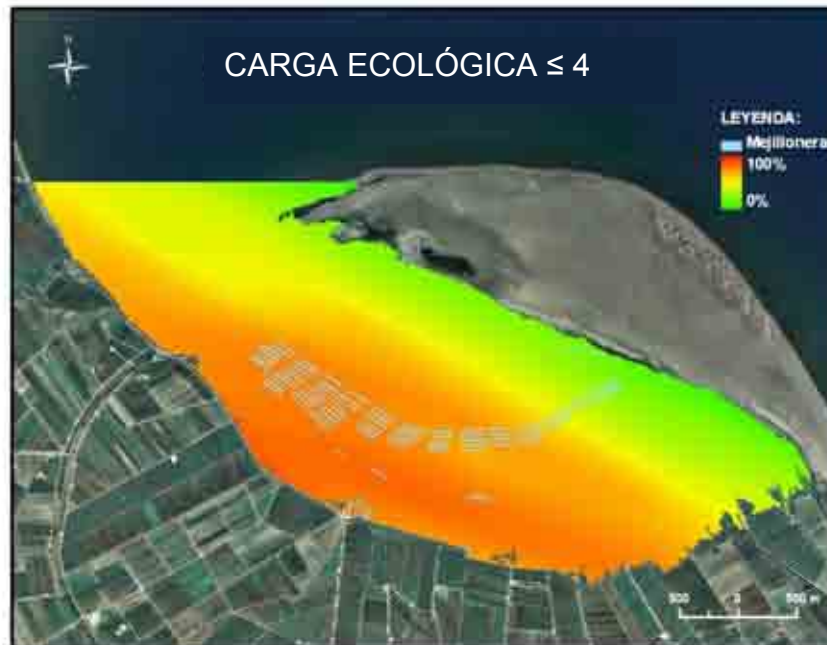 N
CARGA ECOLÓGICA ≤ 4
LEYENDA:
Mejillonera
100%
0%
500 0 500 m